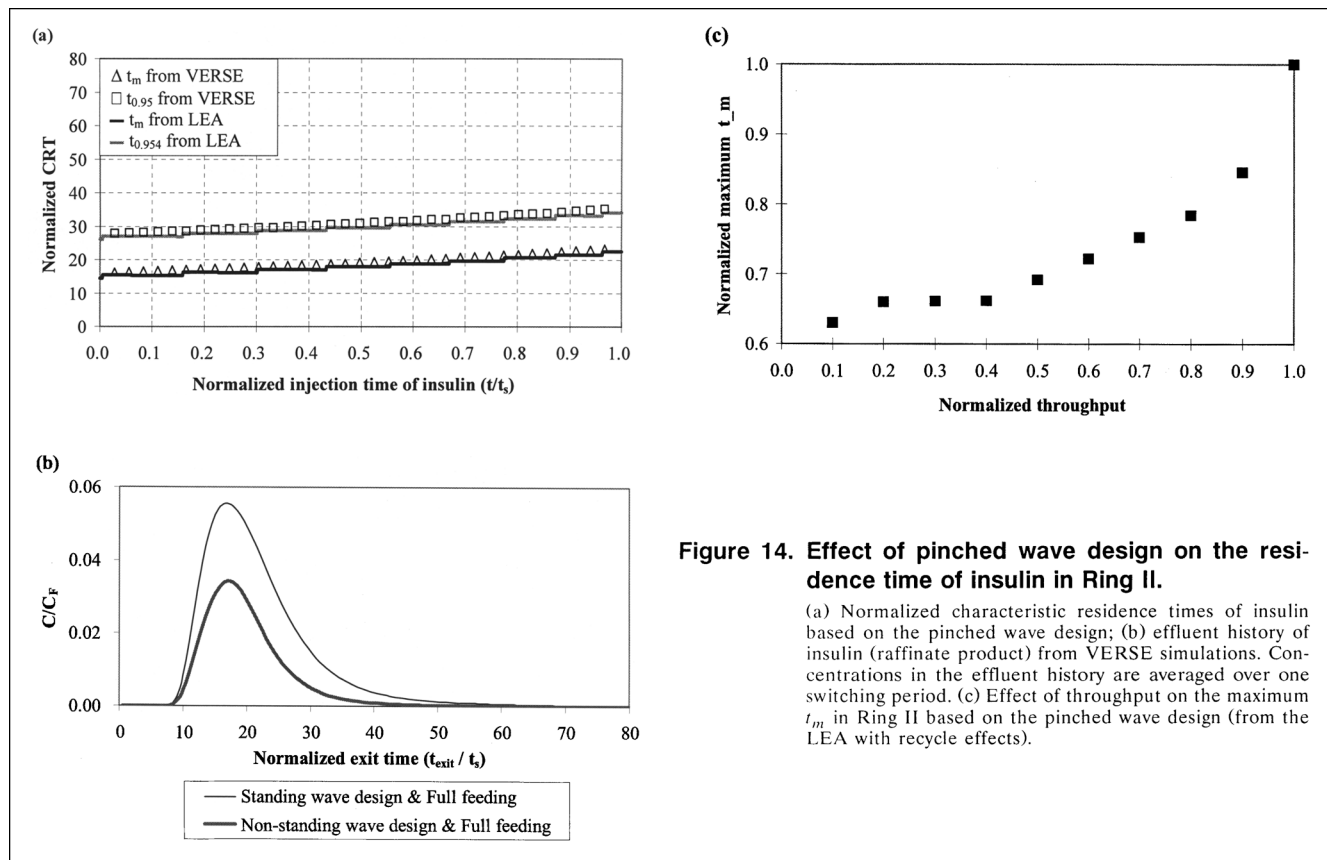 (a)
80
70
60
50
40
30
20
10
0
Normalized CRT
Δ tm from VERSE
□ t0.95 from VERSE
tm from LEA
t0.954 from LEA
0.0 0.1 0.2 0.3 0.4 0.5 0.6 0.7 0.8 0.9 1.0
Normalized injection time of insulin (t/ts)
(c)
1.0
0.9
0.8
0.7
0.6
Normalized maximum t_m
0.0 0.1 0.2 0.3 0.4 0.5 0.6 0.7 0.8 0.9 1.0
Normalized throughput
(b)
0.06
0.04
0.02
0.00
C/CF
0 10 20 30 40 50 60 70 80
Normalized exit time (texit / ts)
Standing wave design & Full feeding
Non-standing wave design & Full feeding
Figure 14. Effect of pinched wave design on the resi-
dence time of insulin in Ring II.
(a) Normalized characteristic residence times of insulin
based on the pinched wave design; (b) effluent history of
insulin (raffinate product) from VERSE simulations. Con-
centrations in the effluent history are averaged over one
switching period. (c) Effect of throughput on the maximum
tm in Ring II based on the pinched wave design (from the
LEA with recycle effects).